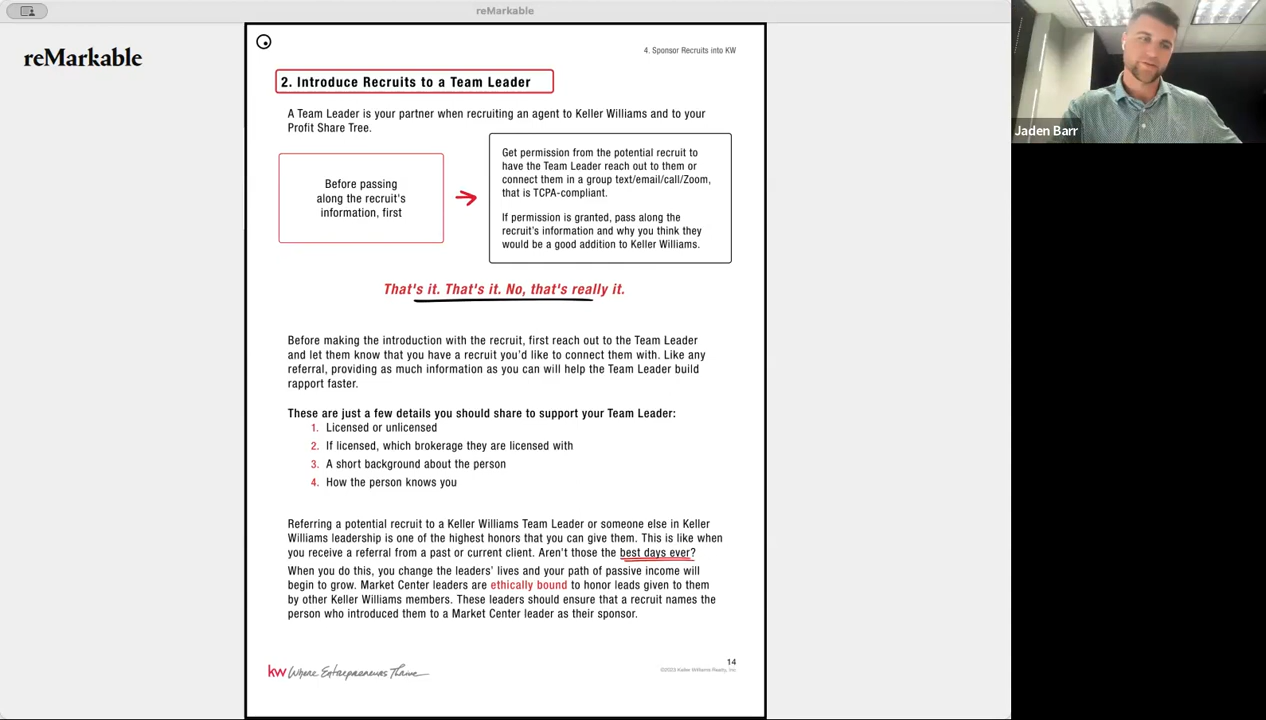 reMarkable
reMarkable
4. Sponsor Recruits into KW
2. Introduce Recruits to a Team Leader
A Team Leader is your partner when recruiting an agent to Keller Williams and to your
Profit Share Tree.
Before passing
along the recruit's
information, first
Get permission from the potential recruit to
have the Team Leader reach out to them or
connect them in a group text/email/call/Zoom,
that is TCPA-compliant.
If permission is granted, pass along the
recruit's information and why you think they
would be a good addition to Keller Williams.
That's it. That's it. No, that's really it.
Before making the introduction with the recruit, first reach out to the Team Leader
and let them know that you have a recruit you'd like to connect them with. Like any
referral, providing as much information as you can will help the Team Leader build
rapport faster.
These are just a few details you should share to support your Team Leader:
1. Licensed or unlicensed
2. If licensed, which brokerage they are licensed with
3. A short background about the person
4. How the person knows you
Referring a potential recruit to a Keller Williams Team Leader or someone else in Keller
Williams leadership is one of the highest honors that you can give them. This is like when
you receive a referral from a past or current client. Aren't those the best days ever?
When you do this, you change the leaders' lives and your path of passive income will
begin to grow. Market Center leaders are ethically bound to honor leads given to them
by other Keller Williams members. These leaders should ensure that a recruit names the
person who introduced them to a Market Center leader as their sponsor.
kw Where Entrepreneurs Thrive
14
©2023 Keller Williams Realty, Inc.
Jaden Barr